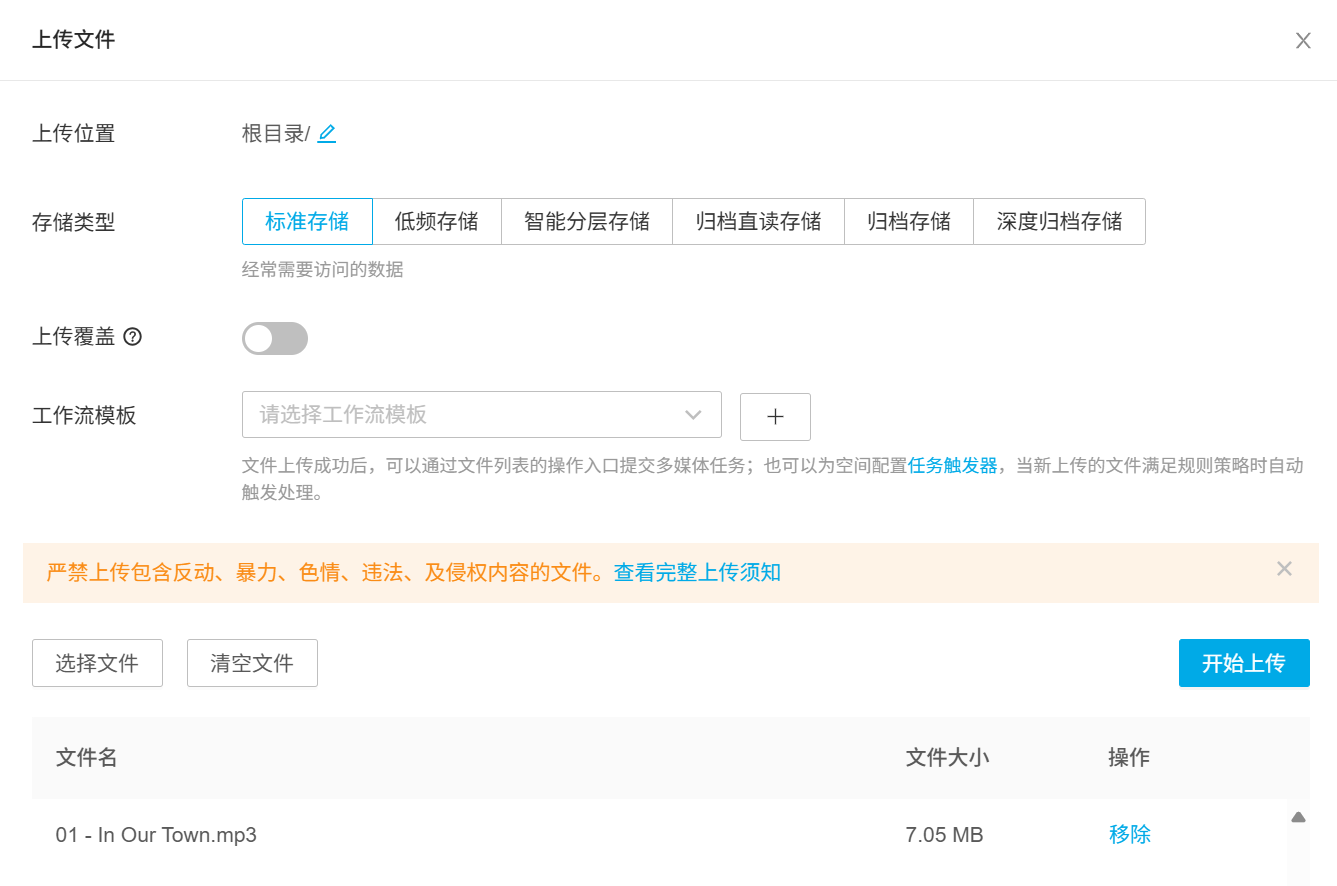 上传文件
上传位置
根目录/
存储类型
标准存储 低频存储 智能分层存储 归档直读存储 归档存储 深度归档存储
经常需要访问的数据
上传覆盖
工作流模板
请选择工作流模板
文件上传成功后，可以通过文件列表的操作入口提交多媒体任务；也可以为空间配置任务触发器，当新上传的文件满足规则策略时自动
触发处理。
严禁上传包含反动、暴力、色情、违法、及侵权内容的文件。查看完整上传须知
选择文件 清空文件 开始上传
文件名 文件大小 操作
01 - In Our Town.mp3 7.05 MB 移除